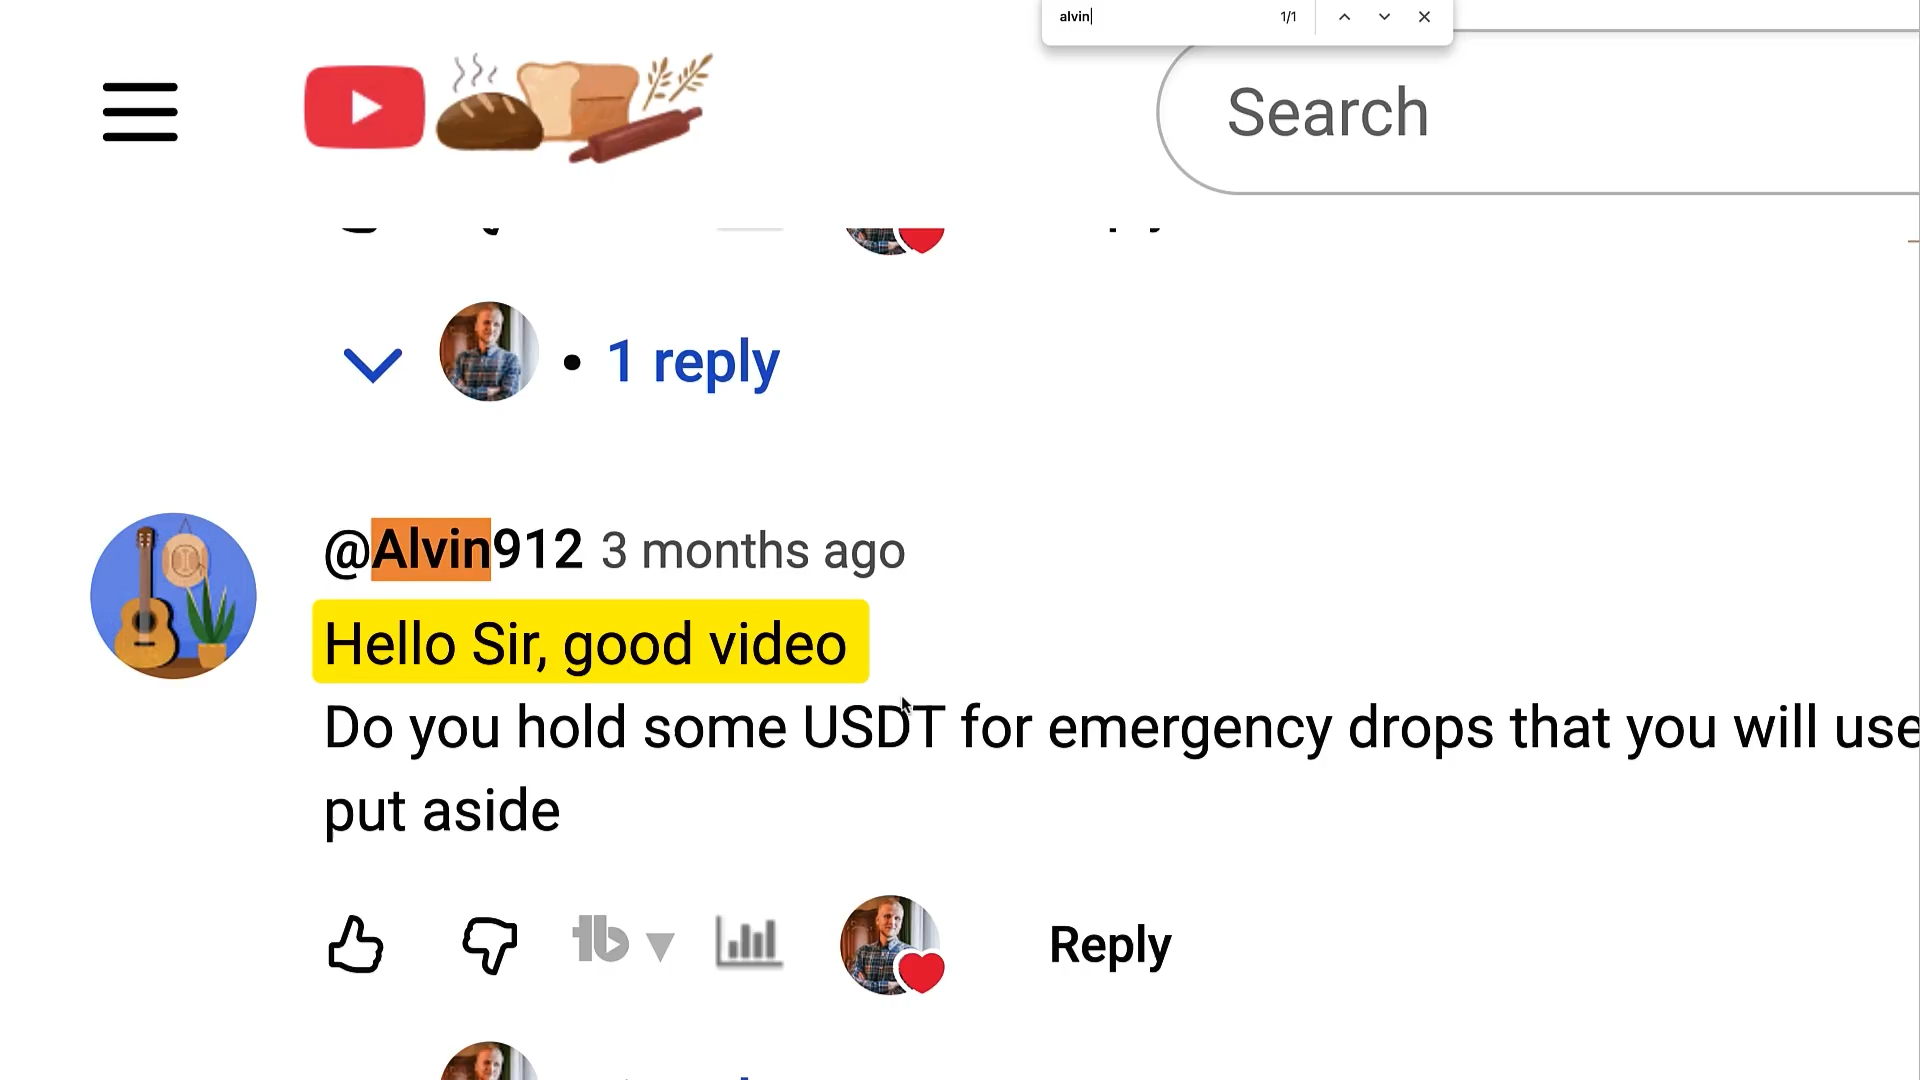 alvin
1/1
Search
1 reply
@Alvin912 3 months ago
Hello Sir, good video
Do you hold some USDT for emergency drops that you will use
put aside
tb
Reply